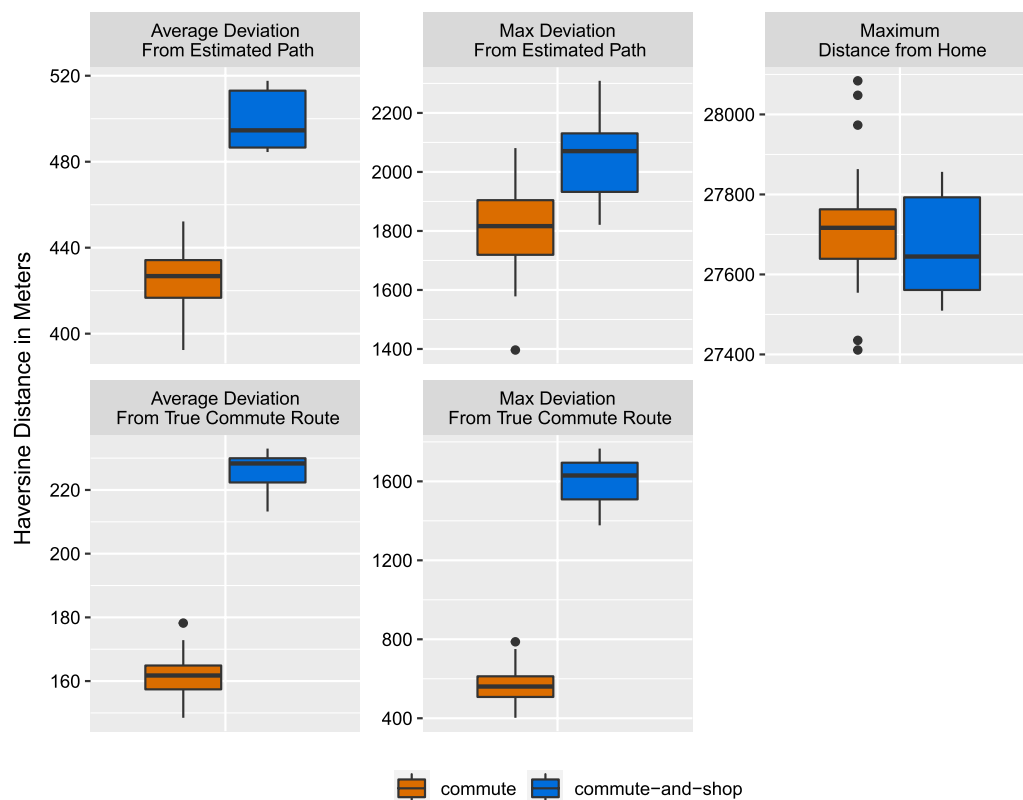 Average Deviation
From Estimated Path
Max Deviation
From Estimated Path
Maximum
Distance from Home
520
480
440
400
2200
2000
1800
1600
1400
28000
27800
27600
27400
Haversine Distance in Meters
Average Deviation
From True Commute Route
Max Deviation
From True Commute Route
220
200
180
160
1600
1200
800
400
commute
commute−and−shop